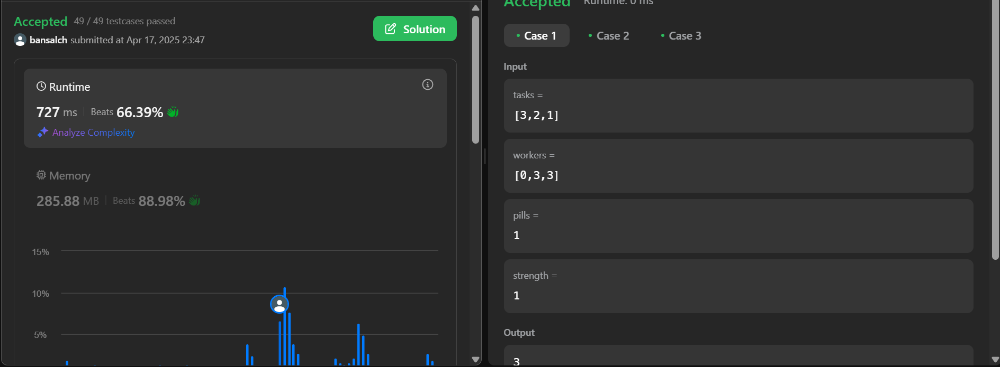 Accepted 49 / 49 testcases passed
bansalch submitted at Apr 17, 2025 23:47
Solution
Runtime
727 ms Beats 66.39%
Analyze Complexity
Memory
285.88 MB Beats 88.98%
15%
10%
5%
Accepted Runtime: 0 ms
Case 1 Case 2 Case 3
Input
tasks =
[3,2,1]
workers =
[0,3,3]
pills =
1
strength =
1
Output
3